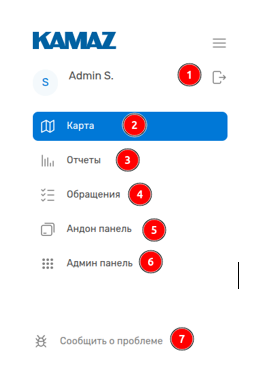 KAMAZ
S Admin S. 1
Карта 2
Отчеты 3
Обращения 4
Андон панель 5
Админ панель 6
Сообщить о проблеме 7